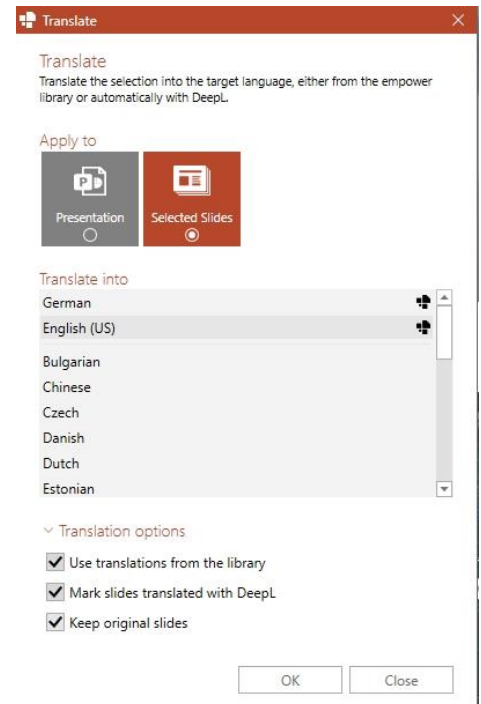 Translate
Translate
Translate the selection into the target language, either from the empower
library or automatically with DeepL.
Apply to
Presentation
Selected Slides
Translate into
German
English (US)
Bulgarian
Chinese
Czech
Danish
Dutch
Estonian
Translation options
Use translations from the library
Mark slides translated with DeepL
Keep original slides
OK
Close